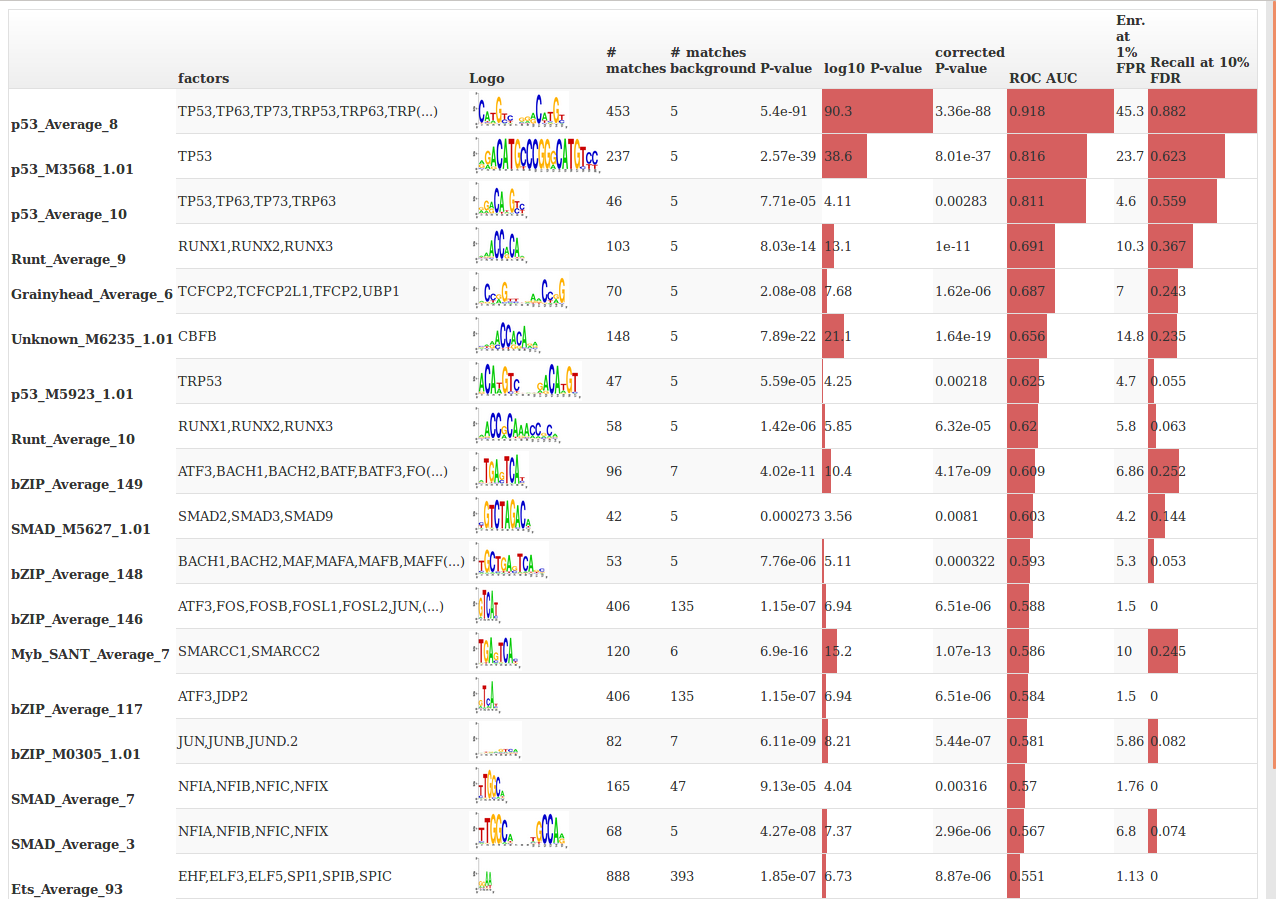 factors Logo # matches # matches background P-value log10 P-value corrected P-value ROC AUC Enr. at 1% FPR Recall at 10% FDR
p53_Average_8 TP53,TP63,TP73,TRP53,TRP63,TRP(...) 453 5 5.4e-91 90.3 3.36e-88 0.918 45.3 0.882
p53_M3568_1.01 TP53 237 5 2.57e-39 38.6 8.01e-37 0.816 23.7 0.623
p53_Average_10 TP53,TP63,TP73,TRP63 46 5 7.71e-05 4.11 0.00283 0.811 4.6 0.559
Runt_Average_9 RUNX1,RUNX2,RUNX3 103 5 8.03e-14 13.1 1e-11 0.691 10.3 0.367
Grainyhead_Average_6 TCFCP2,TCFCP2L1,TFCP2,UBP1 70 5 2.08e-08 7.68 1.62e-06 0.687 7 0.243
Unknown_M6235_1.01 CBFB 148 5 7.89e-22 21.1 1.64e-19 0.656 14.8 0.235
p53_M5923_1.01 TRP53 47 5 5.59e-05 4.25 0.00218 0.625 4.7 0.055
Runt_Average_10 RUNX1,RUNX2,RUNX3 58 5 1.42e-06 5.85 6.32e-05 0.62 5.8 0.063
bZIP_Average_149 ATF3,BACH1,BACH2,BATF,BATF3,FO(...) 96 7 4.02e-11 10.4 4.17e-09 0.609 6.86 0.252
SMAD_M5627_1.01 SMAD2,SMAD3,SMAD9 42 5 0.000273 3.56 0.0081 0.603 4.2 0.144
bZIP_Average_148 BACH1,BACH2,MAF,MAFA,MAFB,MAFF(...) 53 5 7.76e-06 5.11 0.000322 0.593 5.3 0.053
bZIP_Average_146 ATF3,FOS,FOSB,FOSL1,FOSL2,JUN,(...) 406 135 1.15e-07 6.94 6.51e-06 0.588 1.5 0
Myb_SANT_Average_7 SMARCC1,SMARCC2 120 6 6.9e-16 15.2 1.07e-13 0.586 10 0.245
bZIP_Average_117 ATF3,JDP2 406 135 1.15e-07 6.94 6.51e-06 0.584 1.5 0
bZIP_M0305_1.01 JUN,JUNB,JUND.2 82 7 6.11e-09 8.21 5.44e-07 0.581 5.86 0.082
SMAD_Average_7 NFIA,NFIB,NFIC,NFIX 165 47 9.13e-05 4.04 0.00316 0.57 1.76 0
SMAD_Average_3 NFIA,NFIB,NFIC,NFIX 68 5 4.27e-08 7.37 2.96e-06 0.567 6.8 0.074
Ets_Average_93 EHF,ELF3,ELF5,SPI1,SPIB,SPIC 888 393 1.85e-07 6.73 8.87e-06 0.551 1.13 0